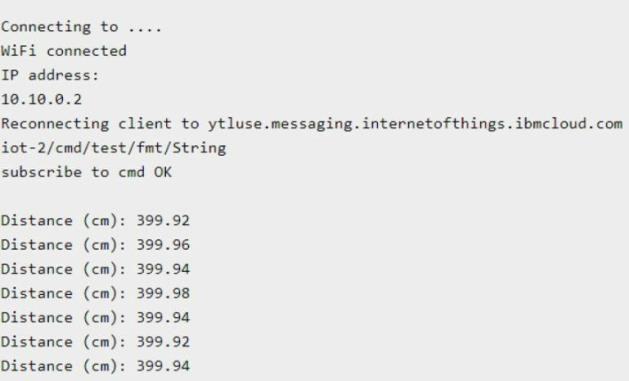 Connecting to ....
WiFi connected
IP address:
10.10.0.2
Reconnecting client to ytluse.messaging.internetofthings.ibmcloud.com
iot-2/cmd/test/fmt/String
subscribe to cmd OK
Distance (cm): 399.92
Distance (cm): 399.96
Distance (cm): 399.94
Distance (cm): 399.98
Distance (cm): 399.94
Distance (cm): 399.92
Distance (cm): 399.94